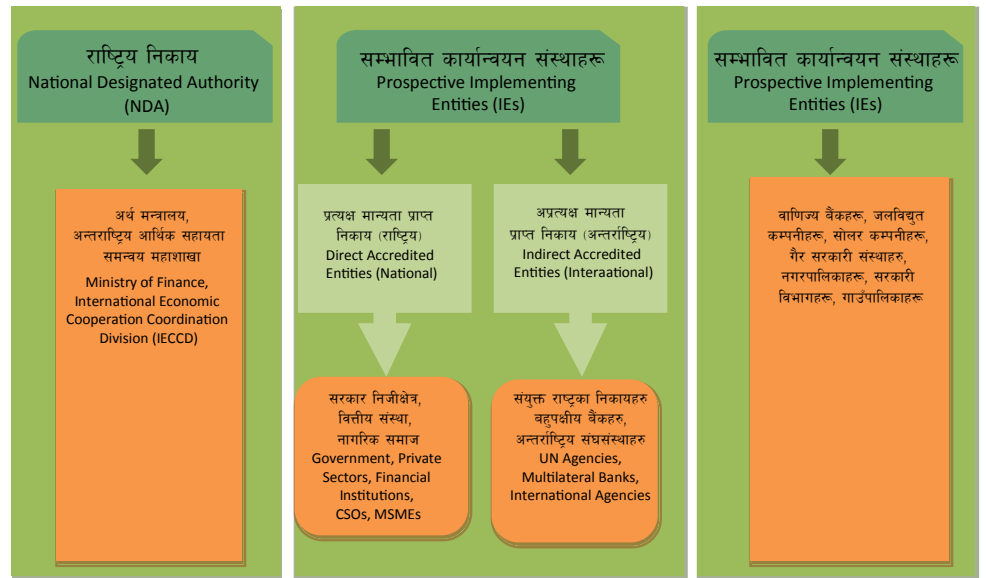 राष्ट्रिय निकाय
National Designated Authority
(NDA)
अर्थ मन्त्रालय,
अन्तराष्ट्रिय आर्थिक सहायता
समन्वय महाशाखा
Ministry of Finance,
International Economic
Cooperation Coordination
Division (IECCD)
सम्भावित कार्यान्वयन संस्थाहरू
Prospective Implementing
Entities (IEs)
प्रत्यक्ष मान्यता प्राप्त
निकाय (राष्ट्रिय)
Direct Accredited
Entities (National)
सरकार निजीक्षेत्र,
वित्तीय संस्था,
नागरिक समाज
Government, Private
Sectors, Financial
Institutions,
CSOs, MSMEs
अप्रत्यक्ष मान्यता
प्राप्त निकाय (अन्तर्राष्ट्रिय)
Indirect Accredited
Entities (Interaational)
संयुक्त राष्ट्रका निकायहरु
बहुपक्षीय बैंकहरु,
अन्तर्राष्ट्रिय संघसंस्थाहरु
UN Agencies,
Multilateral Banks,
International Agencies
सम्भावित कार्यान्वयन संस्थाहरू
Prospective Implementing
Entities (IEs)
वाणिज्य बैंकहरू, जलविद्युत
कम्पनीहरू, सोलर कम्पनीहरू,
गैर सरकारी संस्थाहरु,
नगरपालिकाहरू, सरकारी
विभागहरू, गाउँपालिकाहरू